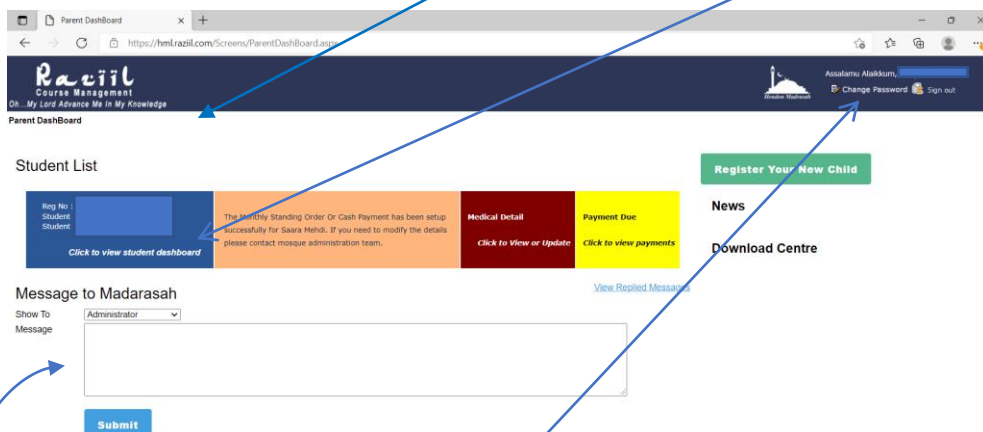 Parent DashBoard
https://hml.raziil.com/Screens/ParentDashBoard.aspx
Raziil
Course Management
Oh...My Lord Advance Me In My Knowledge
Hendon Madrasah
Assalamu Alaikkum,
Change Password Sign out
Parent DashBoard
Student List
Register Your New Child
Reg No :
Student
Student
Click to view student dashboard
The Monthly Standing Order Or Cash Payment has been setup
successfully for Saara Mehdi. If you need to modify the details
please contact mosque administration team.
Medical Detail
Click to View or Update
Payment Due
Click to view payments
News
Download Centre
Message to Madarasah
View Replied Messages
Show To Administrator
Message
Submit